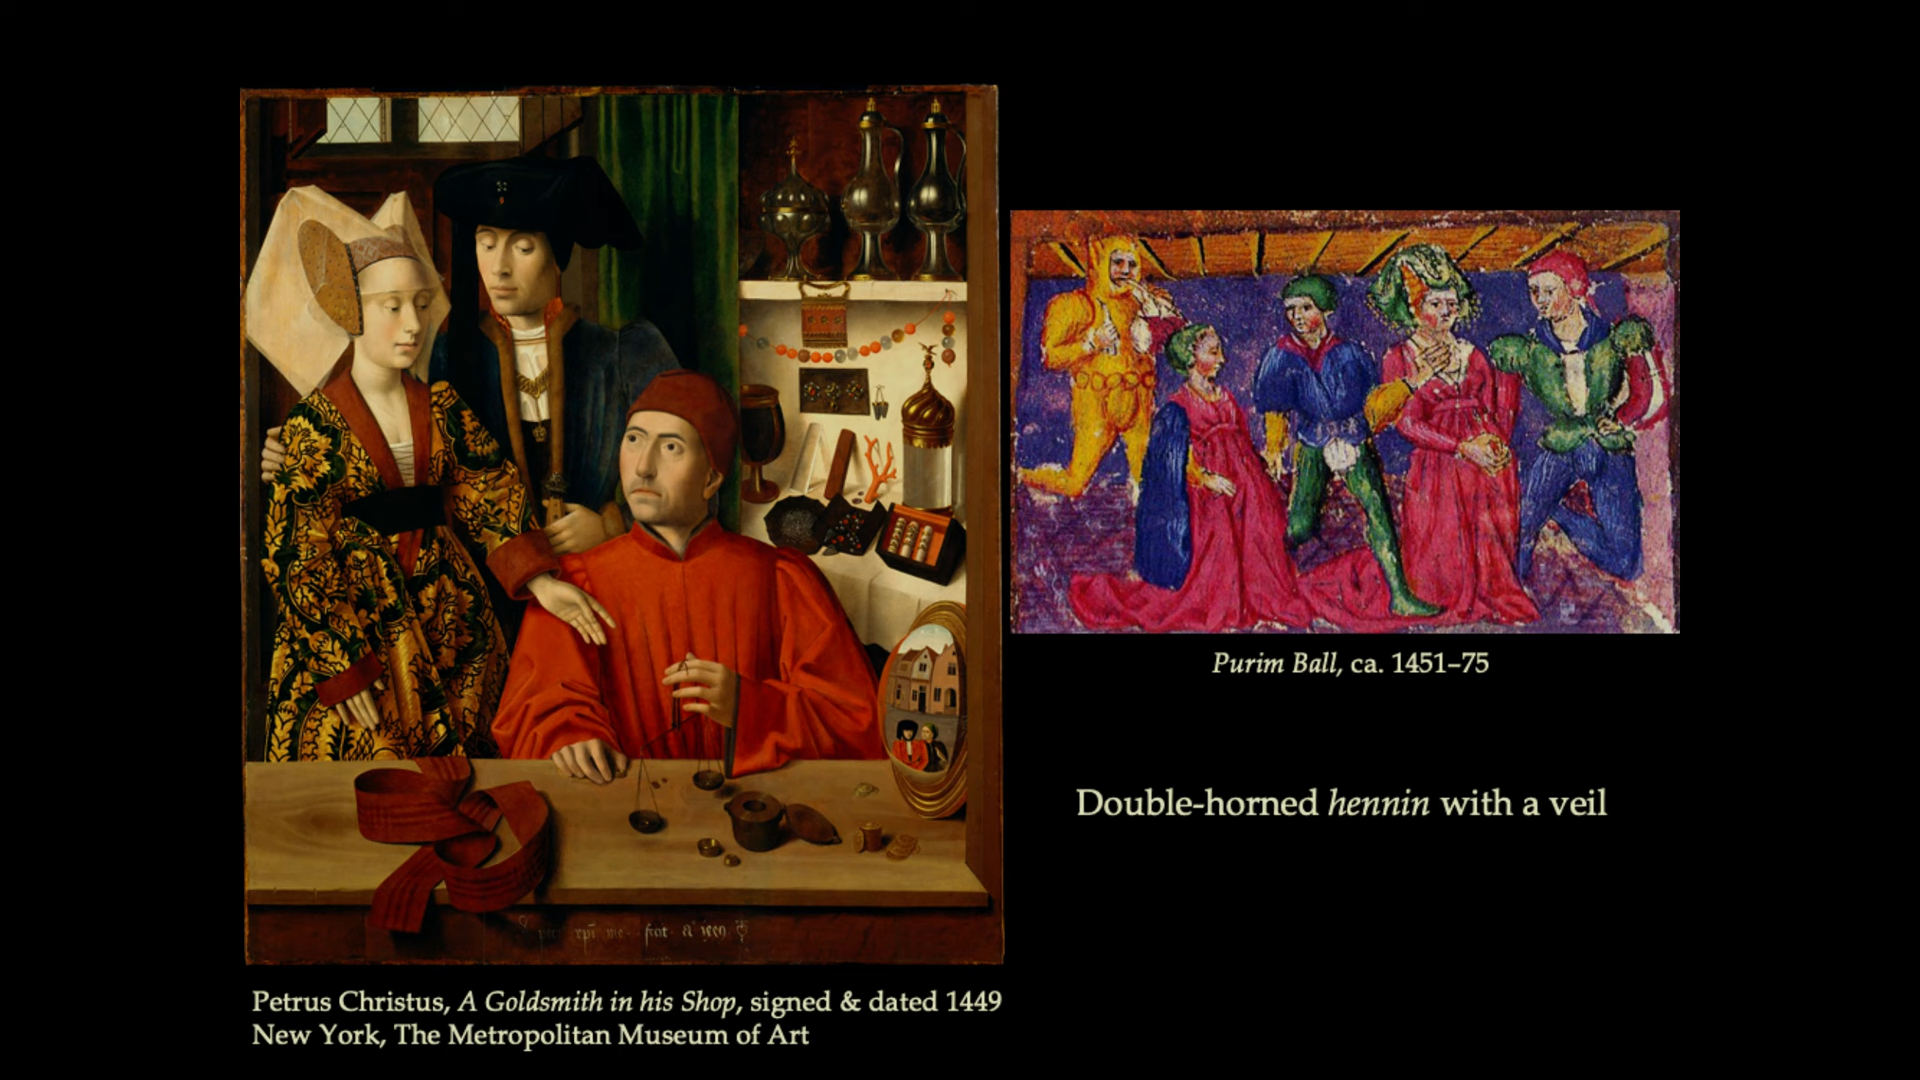 Petrus Christus, A Goldsmith in his Shop, signed & dated 1449
New York, The Metropolitan Museum of Art
Purim Ball, ca. 1451–75
Double-horned hennin with a veil